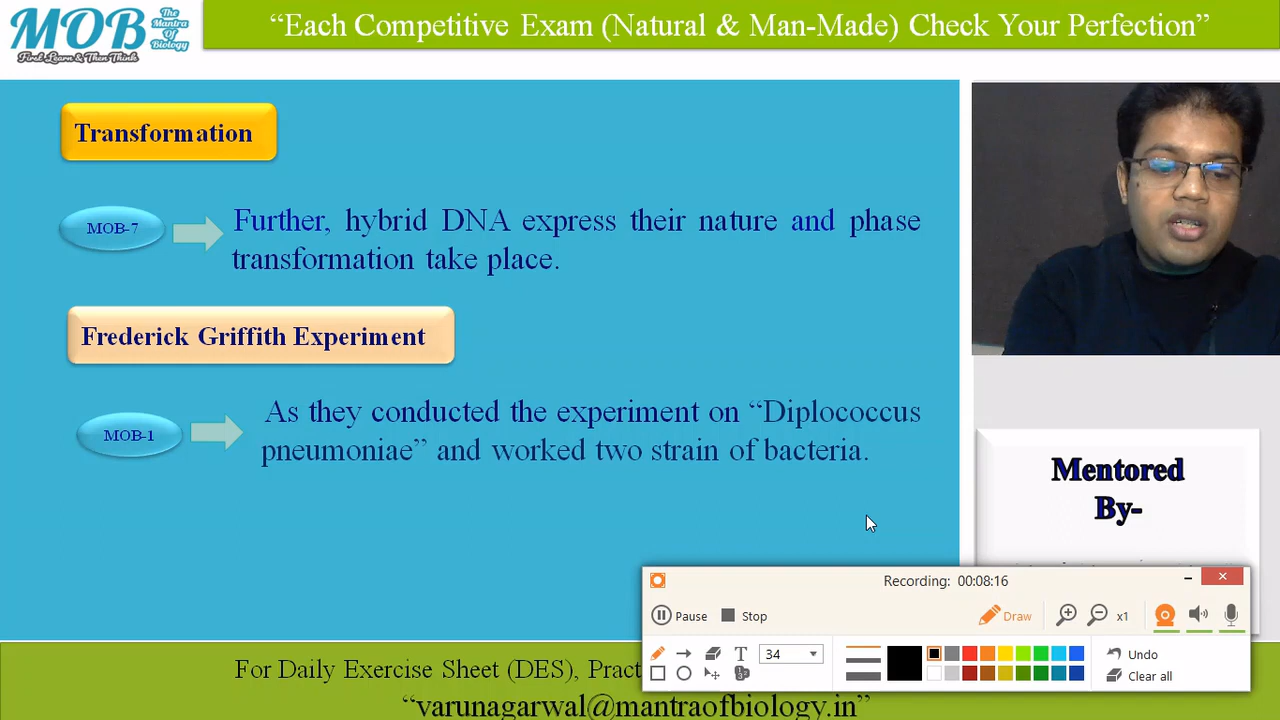 MOB
The
Mantra
Of
Biology
First Learn & Then Think
“Each Competitive Exam (Natural & Man-Made) Check Your Perfection”
Transformation
MOB-7
Further, hybrid DNA express their nature and phase
transformation take place.
Frederick Griffith Experiment
MOB-1
As they conducted the experiment on “Diplococcus
pneumoniae” and worked two strain of bacteria.
Mentored
By-
Recording: 00:08:16
Pause
Stop
Draw
x1
T
34
Undo
Clear all
For Daily Exercise Sheet (DES), Pract
“varunagarwal@mantraofbiology.in”